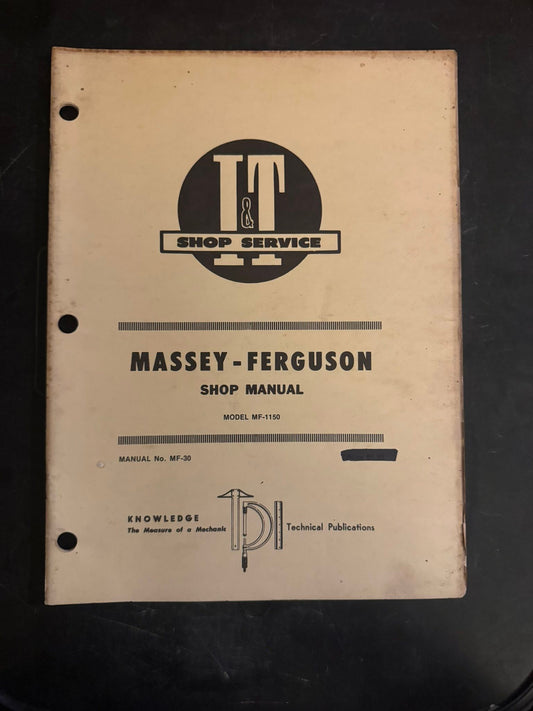 I&T
SHOP SERVICE
MASSEY-FERGUSON
SHOP MANUAL
MODEL MF-1150
MANUAL No. MF-30
KNOWLEDGE
The Measure of a Mechanic
TPI
Technical Publications